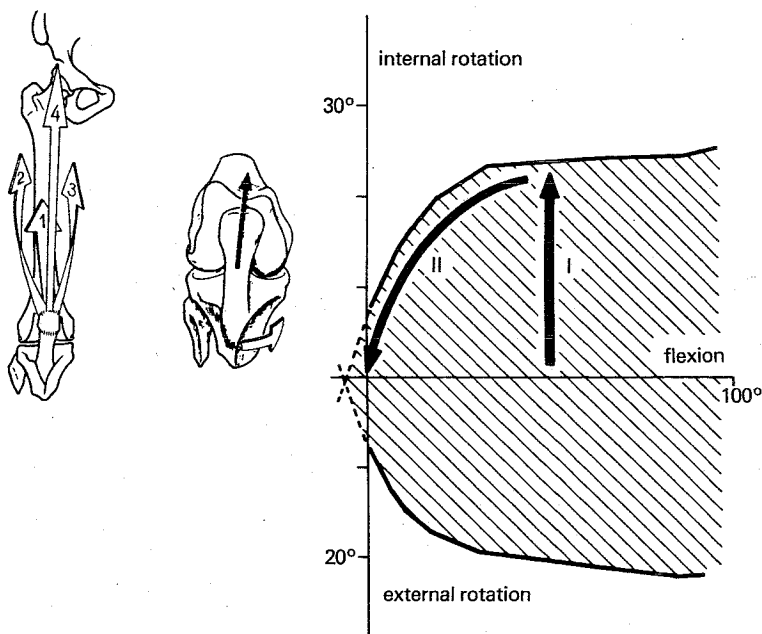 4
2
3
1
internal rotation
30°
II
I
flexion
100°
20°
external rotation